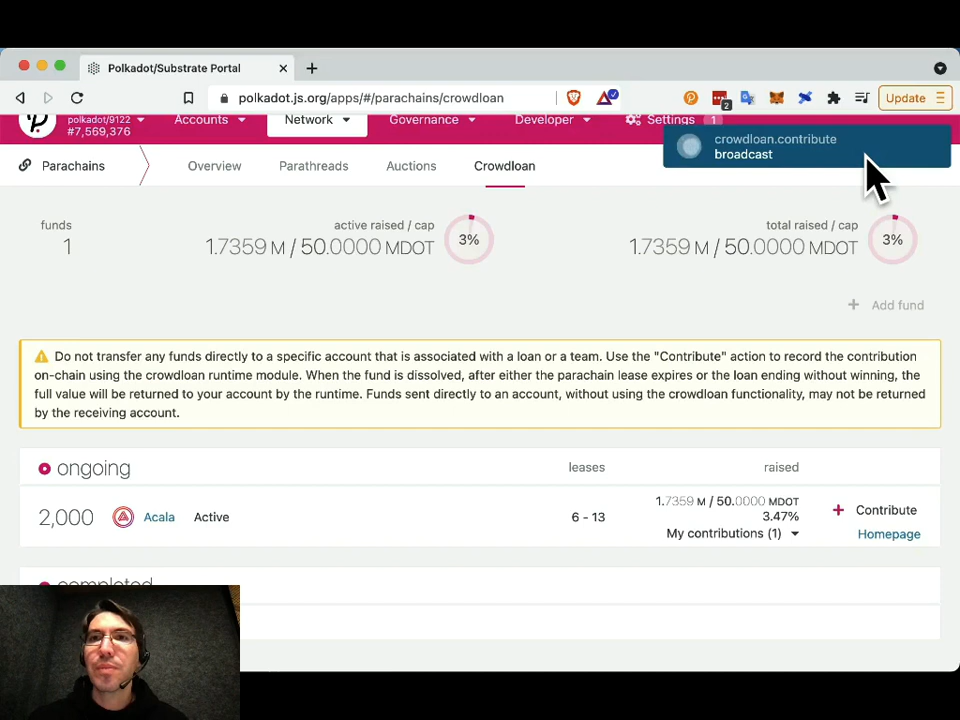 Polkadot/Substrate Portal
polkadot.js.org/apps/#/parachains/crowdloan
2
Update
polkadot/9122
#7,569,376
Accounts
Network
Governance
Developer
Settings
1
crowdloan.contribute
broadcast
Parachains
Overview
Parathreads
Auctions
Crowdloan
funds
1
active raised / cap
1.7359 M / 50.0000 MDOT
3%
total raised / cap
1.7359 M / 50.0000 MDOT
3%
+ Add fund
Do not transfer any funds directly to a specific account that is associated with a loan or a team. Use the "Contribute" action to record the contribution
on-chain using the crowdloan runtime module. When the fund is dissolved, after either the parachain lease expires or the loan ending without winning, the
full value will be returned to your account by the runtime. Funds sent directly to an account, without using the crowdloan functionality, may not be returned
by the receiving account.
ongoing
leases
raised
2,000
Acala
Active
6 - 13
1.7359 M / 50.0000 MDOT
3.47%
My contributions (1)
+ Contribute
Homepage
completed